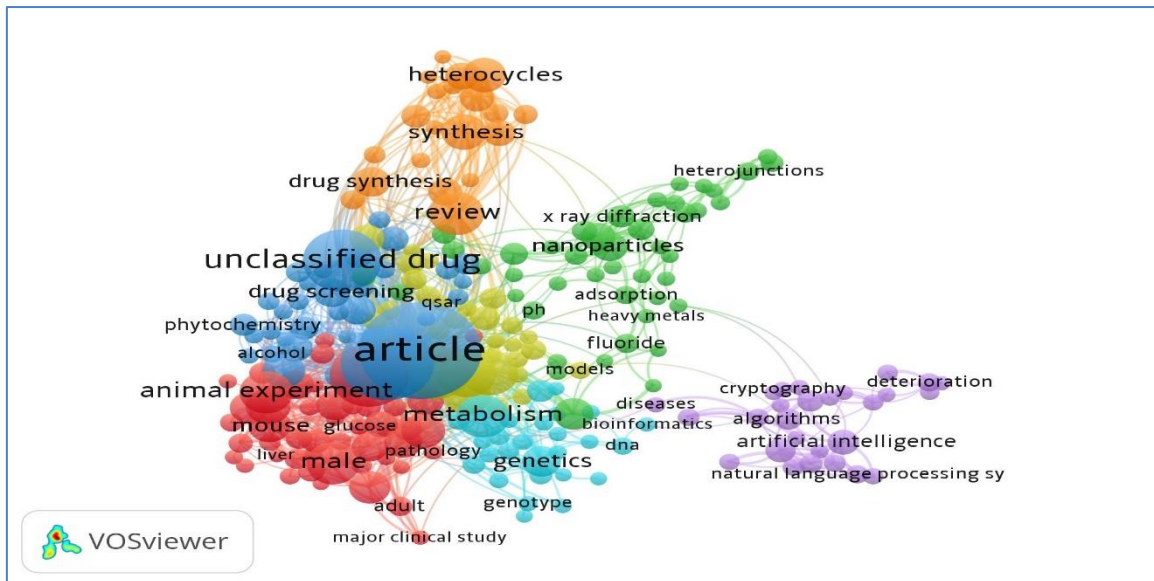 heterocycles
synthesis
heterojunctions
drug synthesis
review
x ray diffraction
nanoparticles
unclassified drug
drug screening
qsar
ph
adsorption
heavy metals
phytochemistry
fluoride
alcohol
article
models
animal experiment
metabolism
diseases
cryptography
deterioration
mouse
glucose
bioinformatics
algorithms
liver
male
pathology
genetics
dna
artificial intelligence
natural language processing sy
adult
genotype
major clinical study
VOSviewer